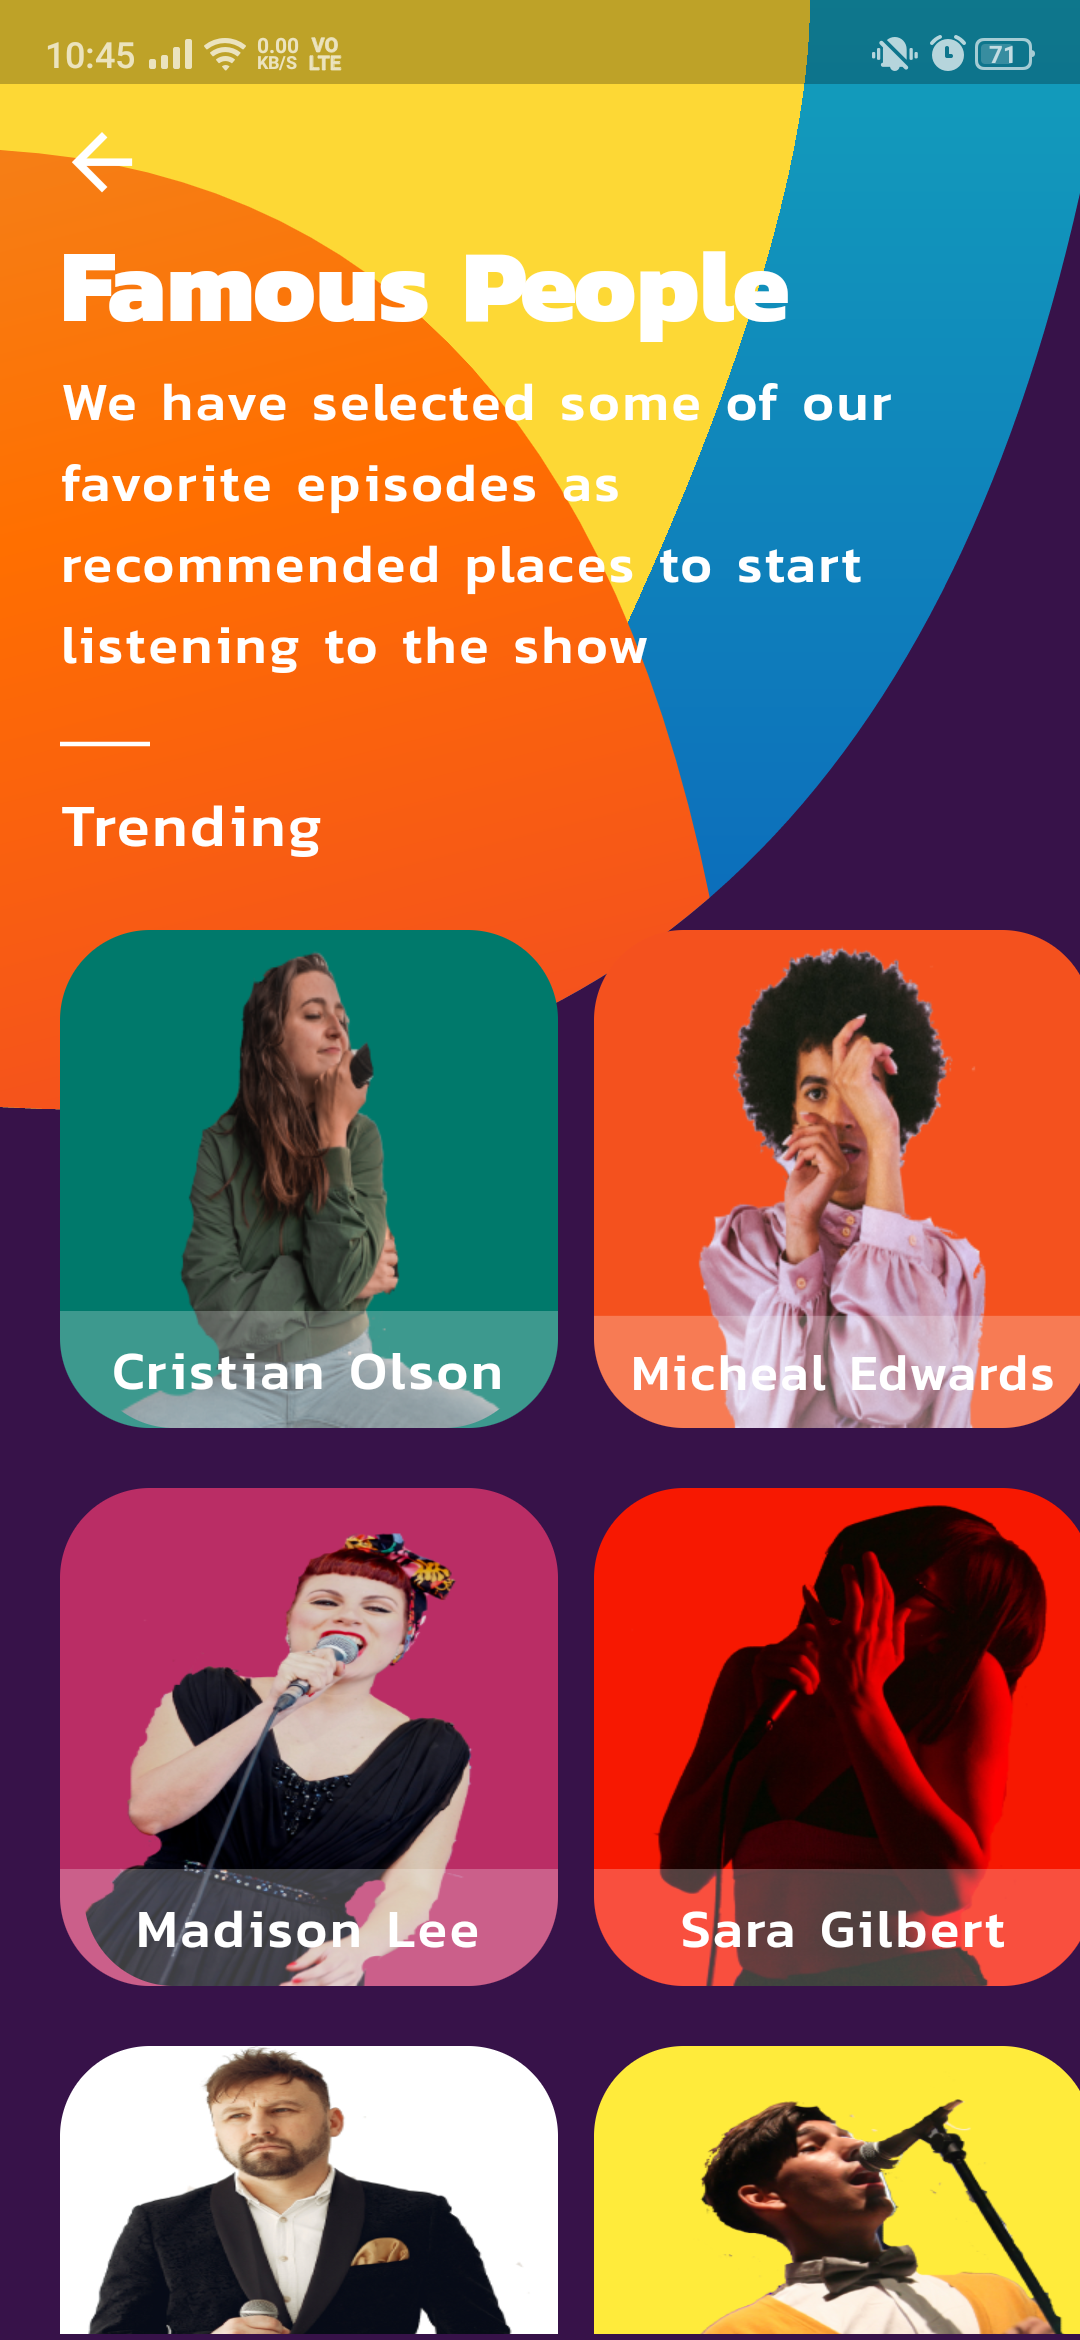 10:45 0.00 KB/S VO LTE 71
Famous People
We have selected some of our
favorite episodes as
recommended places to start
listening to the show
Trending
Cristian Olson
Micheal Edwards
Madison Lee
Sara Gilbert